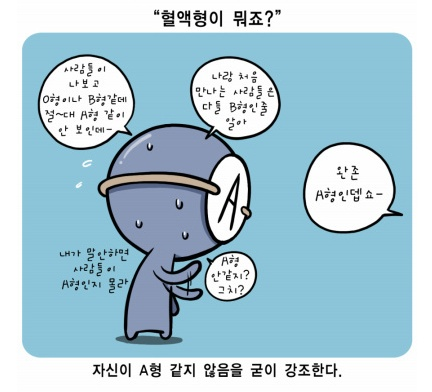 “혈액형이 뭐죠?”
사람들이
나보고
O형이나 B형같데
절~대 A형 같이
안 보인데-
나랑 처음
만나는 사람들은
다들 B형인줄
알아
완존
A형인뎁쇼-
A
내가 말안하면
사람들이
A형인지 몰라
A형
안같지?
그치?
자신이 A형 같지 않음을 굳이 강조한다.